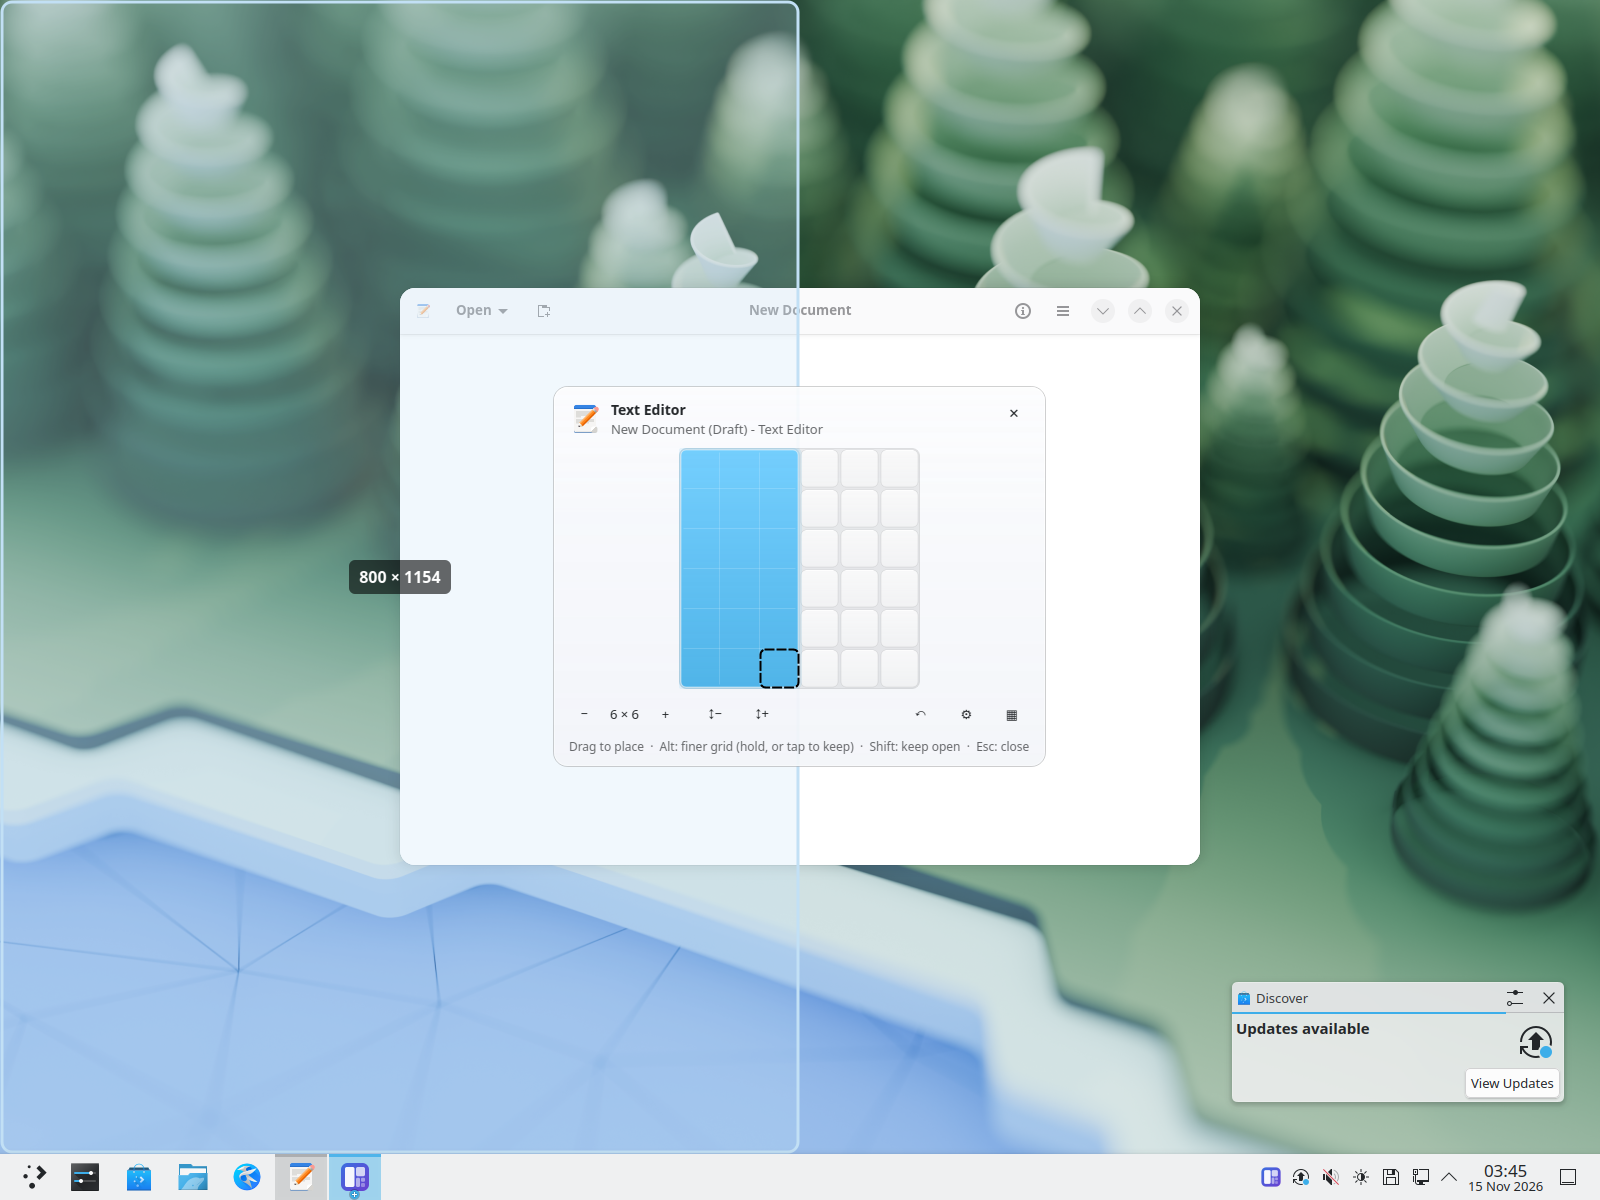 Open
New Document
Text Editor
New Document (Draft) - Text Editor
800 × 1154
− 6 × 6 +
Drag to place · Alt: finer grid (hold, or tap to keep) · Shift: keep open · Esc: close
Discover
Updates available
View Updates
03:45
15 Nov 2026